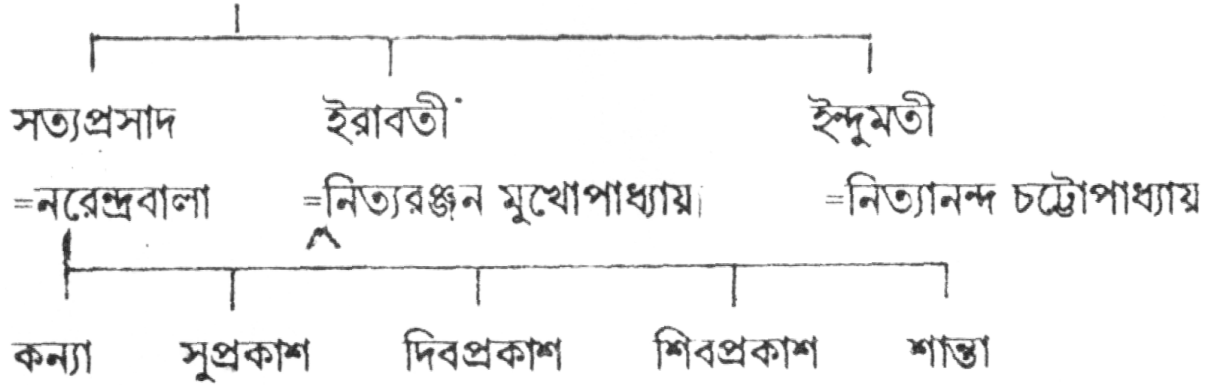 সত্যপ্রসাদ ইরাবতী ইন্দুমতী
=নরেন্দ্রবালা =নিত্যরঞ্জন মুখোপাধ্যায় =নিত্যানন্দ চট্টোপাধ্যায়
কন্যা সুপ্রকাশ দিবপ্রকাশ শিবপ্রকাশ শান্তা